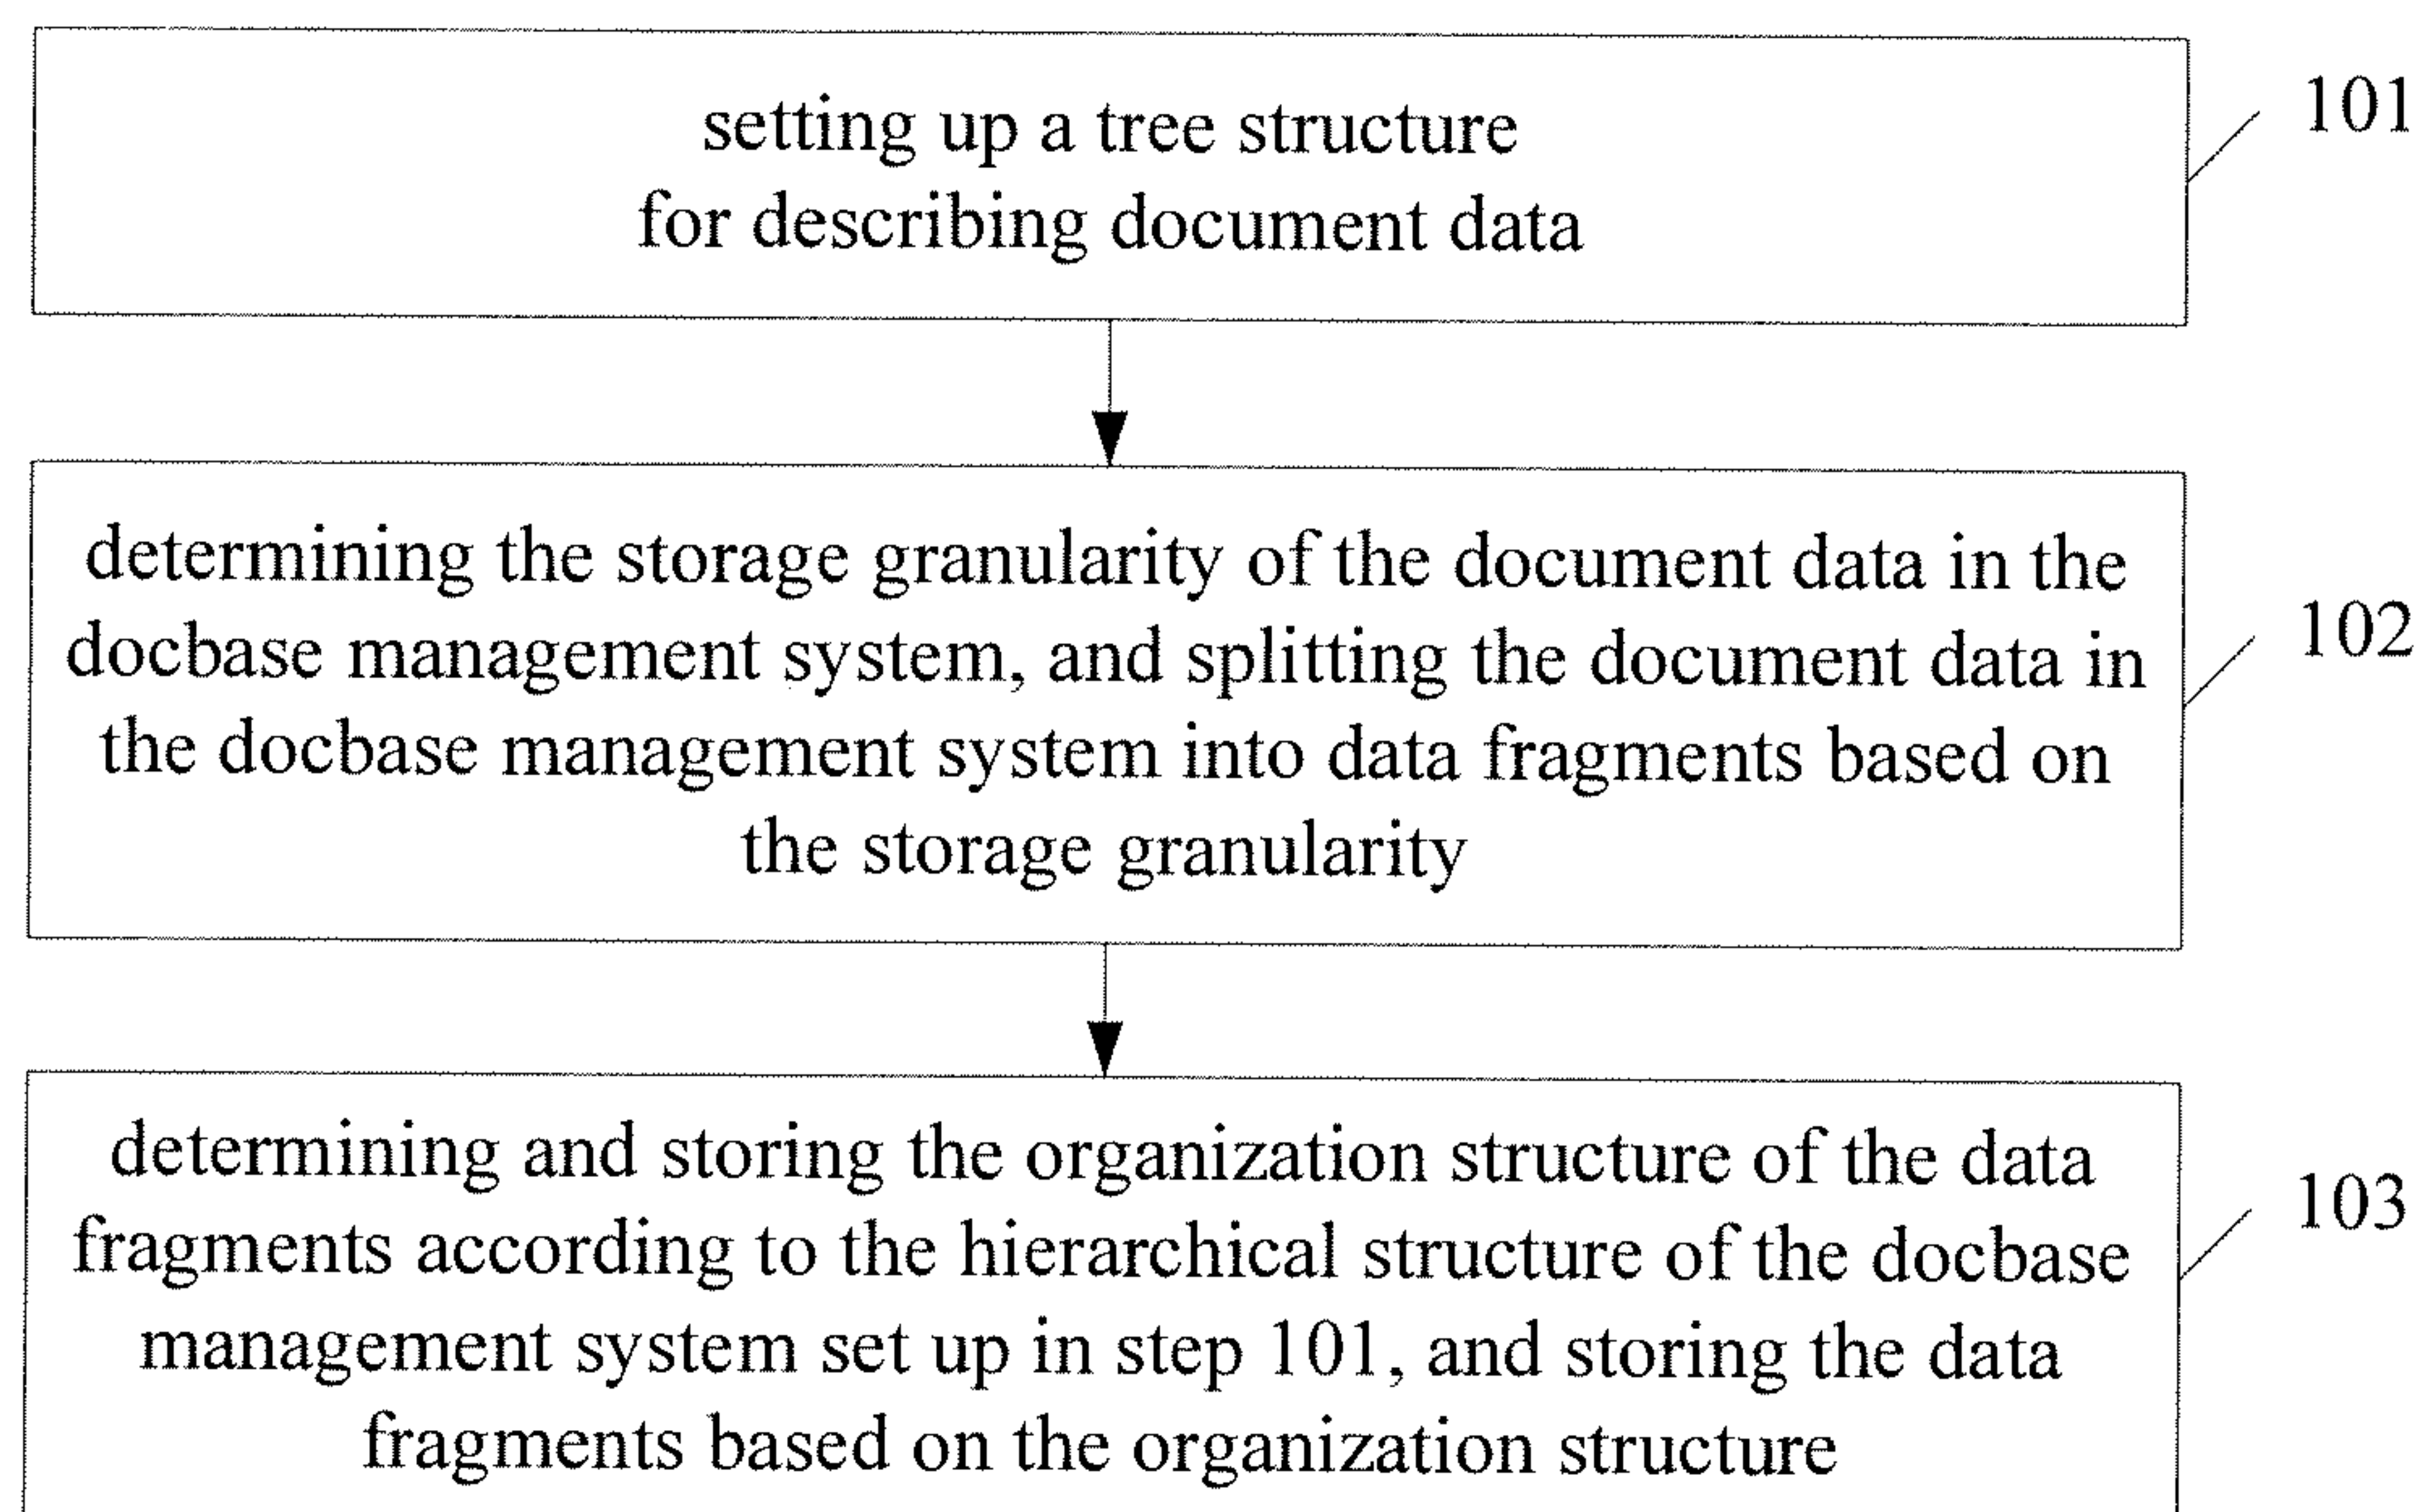 setting up a tree structure
for describing document data
101
determining the storage granularity of the document data in the
docbase management system, and splitting the document data in
the docbase management system into data fragments based on
the storage granularity
102
determining and storing the organization structure of the data
fragments according to the hierarchical structure of the docbase
management system set up in step 101, and storing the data
fragments based on the organization structure
103